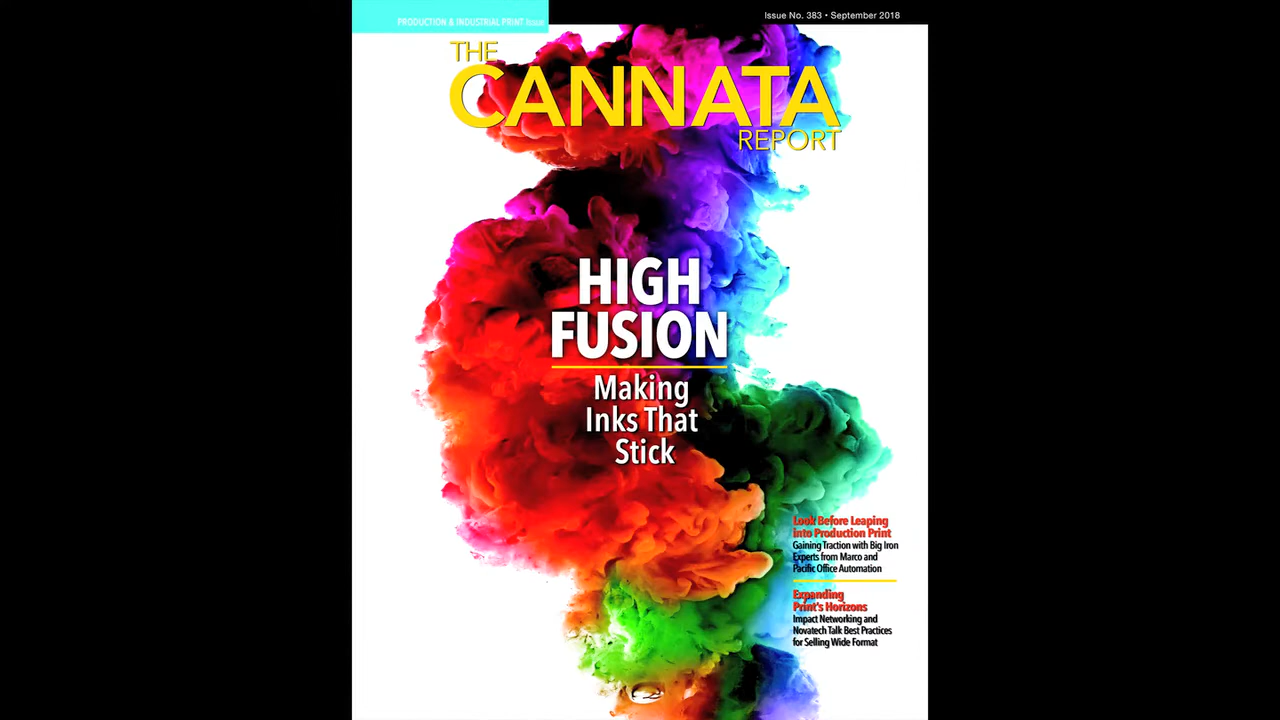 PRODUCTION & INDUSTRIAL PRINT Issue
Issue No. 383 • September 2018
THE
CANNATA
REPORT
HIGH
FUSION
Making
Inks That
Stick
Look Before Leaping
into Production Print
Gaining Traction with Big Iron
Experts from Marco and
Pacific Office Automation
Expanding
Print's Horizons
Impact Networking and
Novatech Talk Best Practices
for Selling Wide Format